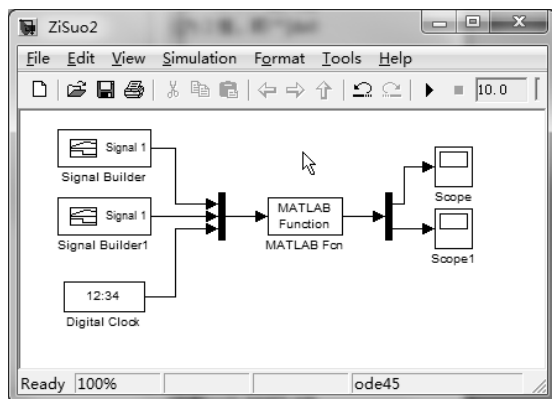 ZiSuo2
File Edit View Simulation Format Tools Help
10.0
Signal 1
Signal Builder
Signal 1
Signal Builder1
12:34
Digital Clock
MATLAB
Function
MATLAB Fcn
Scope
Scope1
Ready 100% ode45